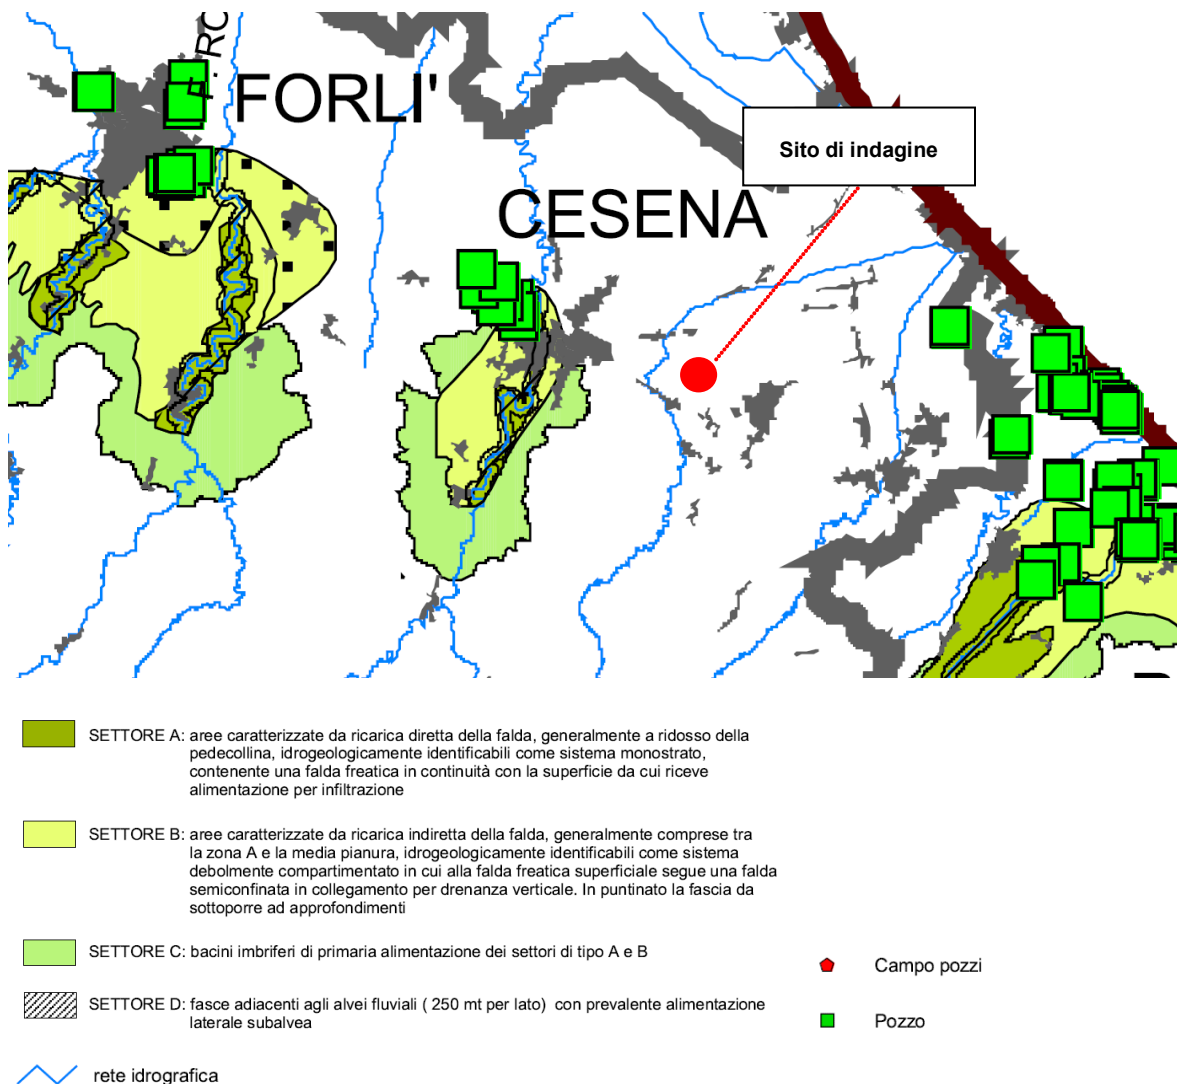 F. RO
FORLI'
Sito di indagine
CESENA
SETTORE A: aree caratterizzate da ricarica diretta della falda, generalmente a ridosso della
pedecollina, idrogeologicamente identificabili come sistema monostrato,
contenente una falda freatica in continuità con la superficie da cui riceve
alimentazione per infiltrazione
SETTORE B: aree caratterizzate da ricarica indiretta della falda, generalmente comprese tra
la zona A e la media pianura, idrogeologicamente identificabili come sistema
debolmente compartimentato in cui alla falda freatica superficiale segue una falda
semiconfinata in collegamento per drenanza verticale. In puntinato la fascia da
sottoporre ad approfondimenti
SETTORE C: bacini imbriferi di primaria alimentazione dei settori di tipo A e B
SETTORE D: fasce adiacenti agli alvei fluviali ( 250 mt per lato) con prevalente alimentazione
laterale subalvea
rete idrografica
Campo pozzi
Pozzo